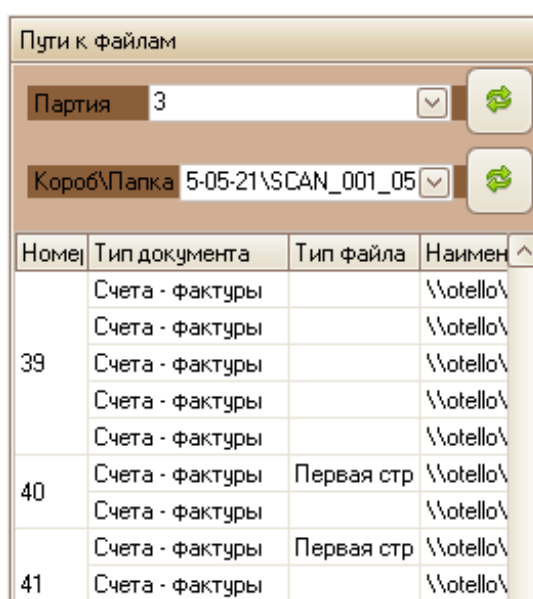 Пути к файлам
Партия 3
Короб\Папка 5-05-21\SCAN_001_05
Номер Тип документа Тип файла Наимен
Счета - фактуры \\otello\
Счета - фактуры \\otello\
39 Счета - фактуры \\otello\
Счета - фактуры \\otello\
Счета - фактуры \\otello\
40 Счета - фактуры Первая стр \\otello\
Счета - фактуры \\otello\
Счета - фактуры Первая стр \\otello\
41 Счета - фактуры \\otello\